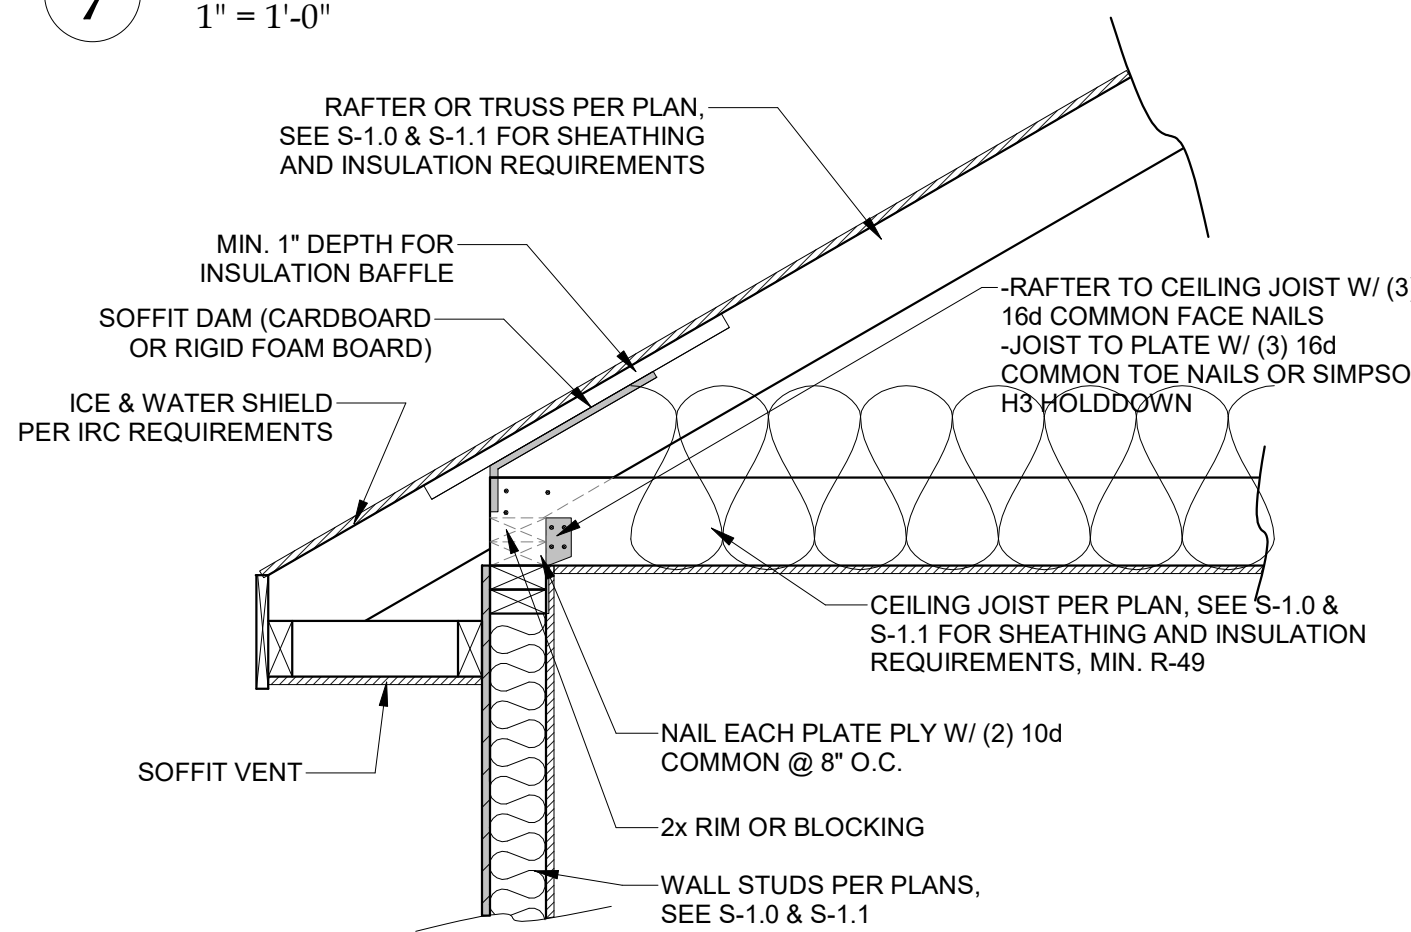 1" = 1'-0"
RAFTER OR TRUSS PER PLAN,
SEE S-1.0 & S-1.1 FOR SHEATHING
AND INSULATION REQUIREMENTS
MIN. 1" DEPTH FOR
INSULATION BAFFLE
SOFFIT DAM (CARDBOARD
OR RIGID FOAM BOARD)
ICE & WATER SHIELD
PER IRC REQUIREMENTS
-RAFTER TO CEILING JOIST W/ (3
16d COMMON FACE NAILS
-JOIST TO PLATE W/ (3) 16d
COMMON TOE NAILS OR SIMPSO
H3 HOLDDOWN
CEILING JOIST PER PLAN, SEE S-1.0 &
S-1.1 FOR SHEATHING AND INSULATION
REQUIREMENTS, MIN. R-49
NAIL EACH PLATE PLY W/ (2) 10d
COMMON @ 8" O.C.
SOFFIT VENT
2x RIM OR BLOCKING
WALL STUDS PER PLANS,
SEE S-1.0 & S-1.1